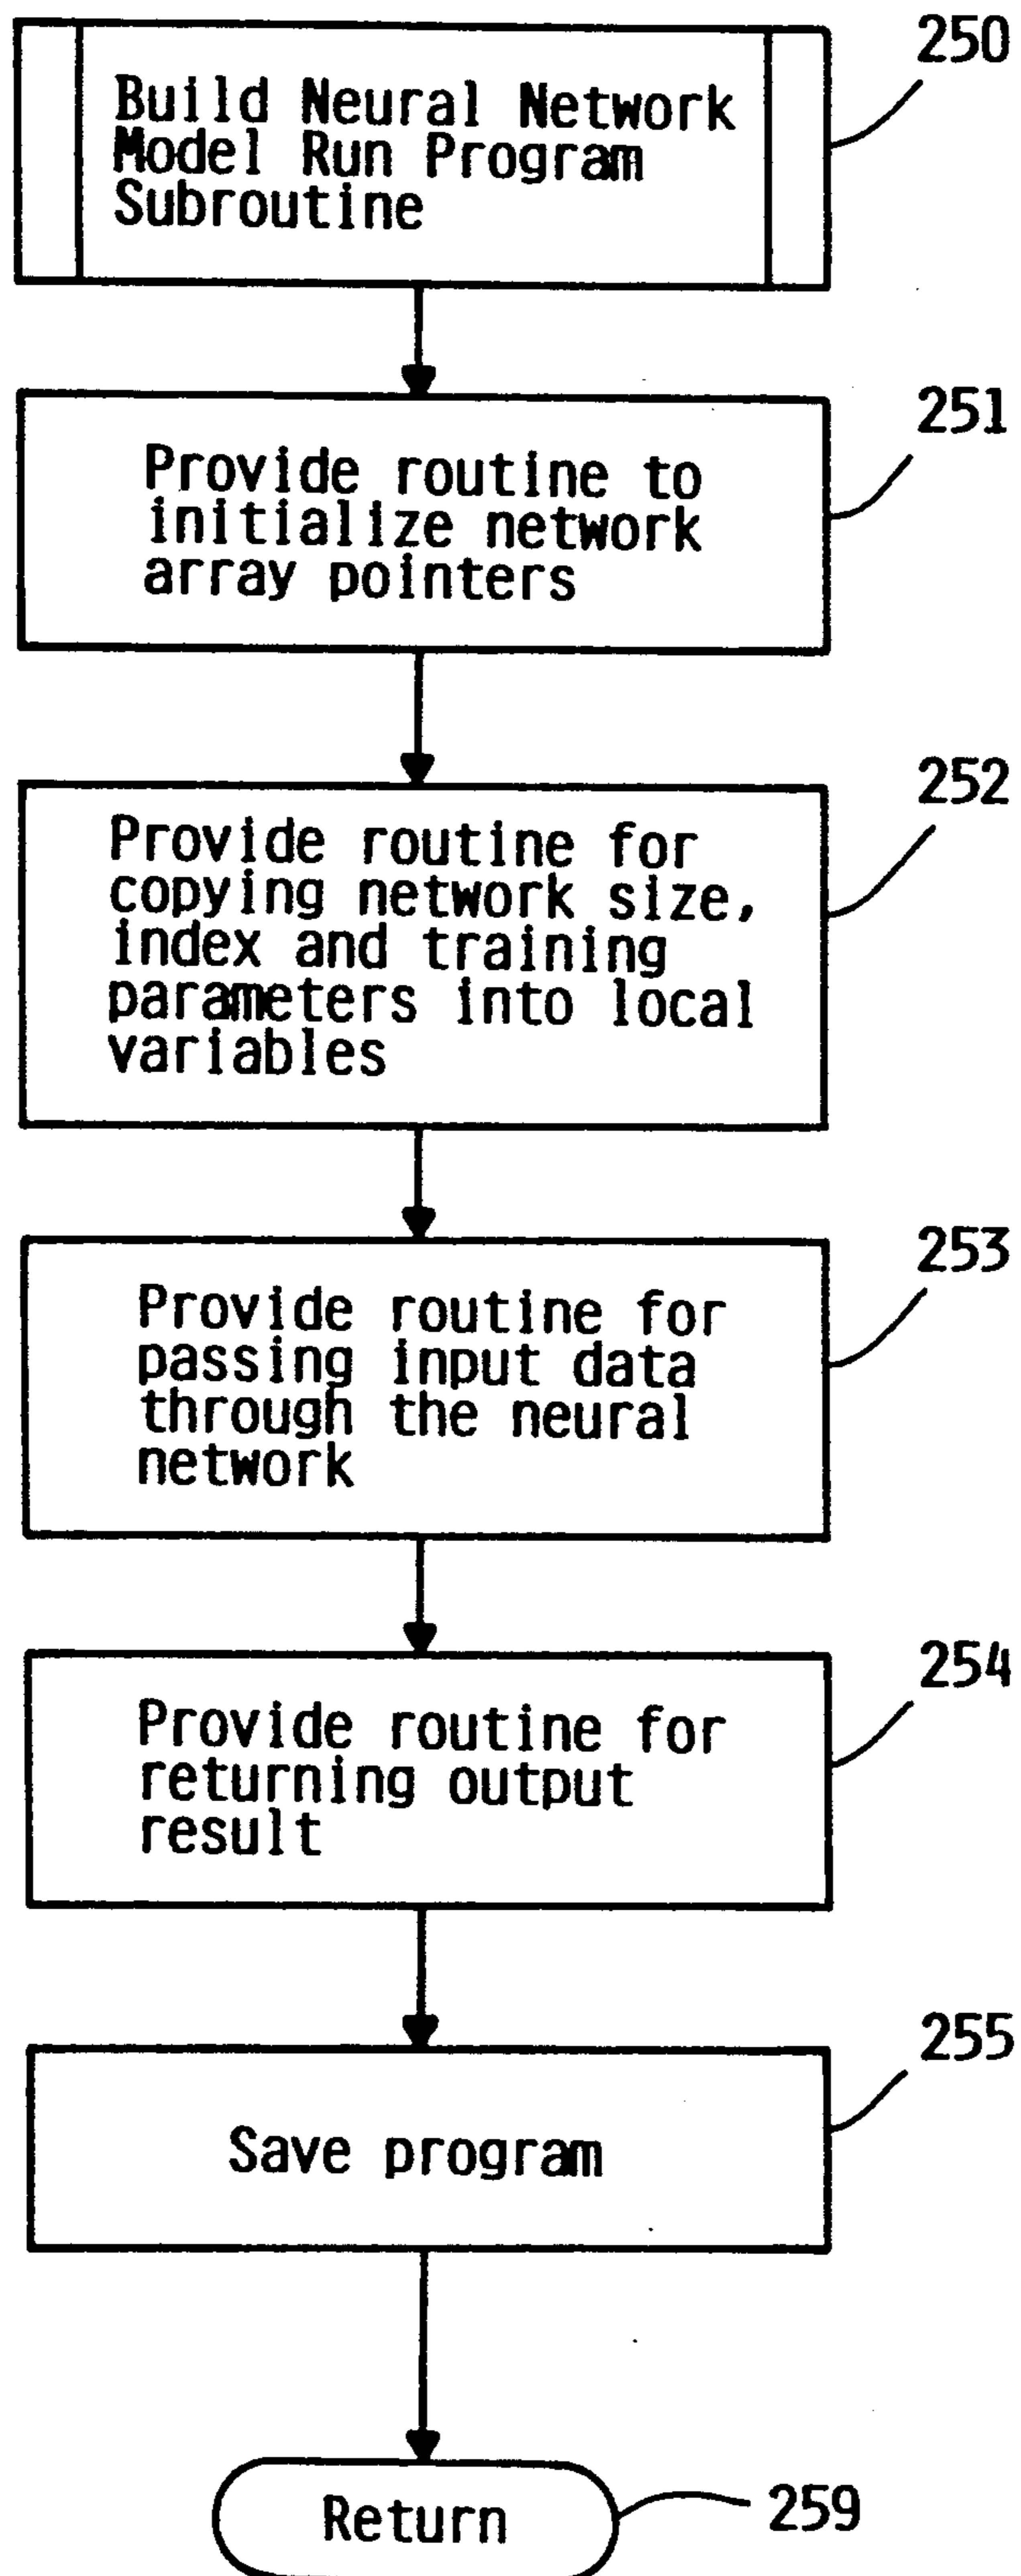 250
Build Neural Network
Model Run Program
Subroutine
251
Provide routine to
initialize network
array pointers
252
Provide routine for
copying network size,
index and training
parameters into local
variables
253
Provide routine for
passing input data
through the neural
network
254
Provide routine for
returning output
result
255
Save program
Return
259